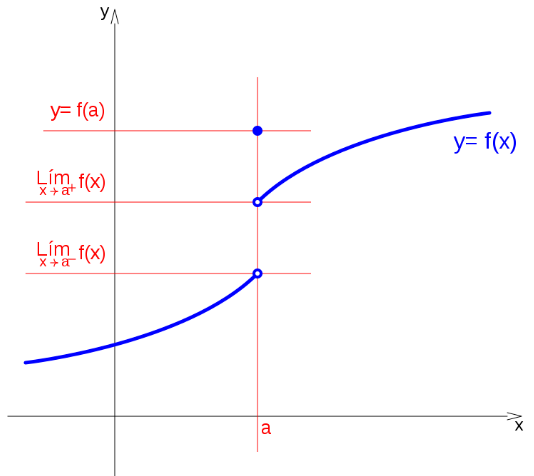 y
y= f(a)
y= f(x)
Lím f(x)
x→a+
Lím f(x)
x→a−
a
x